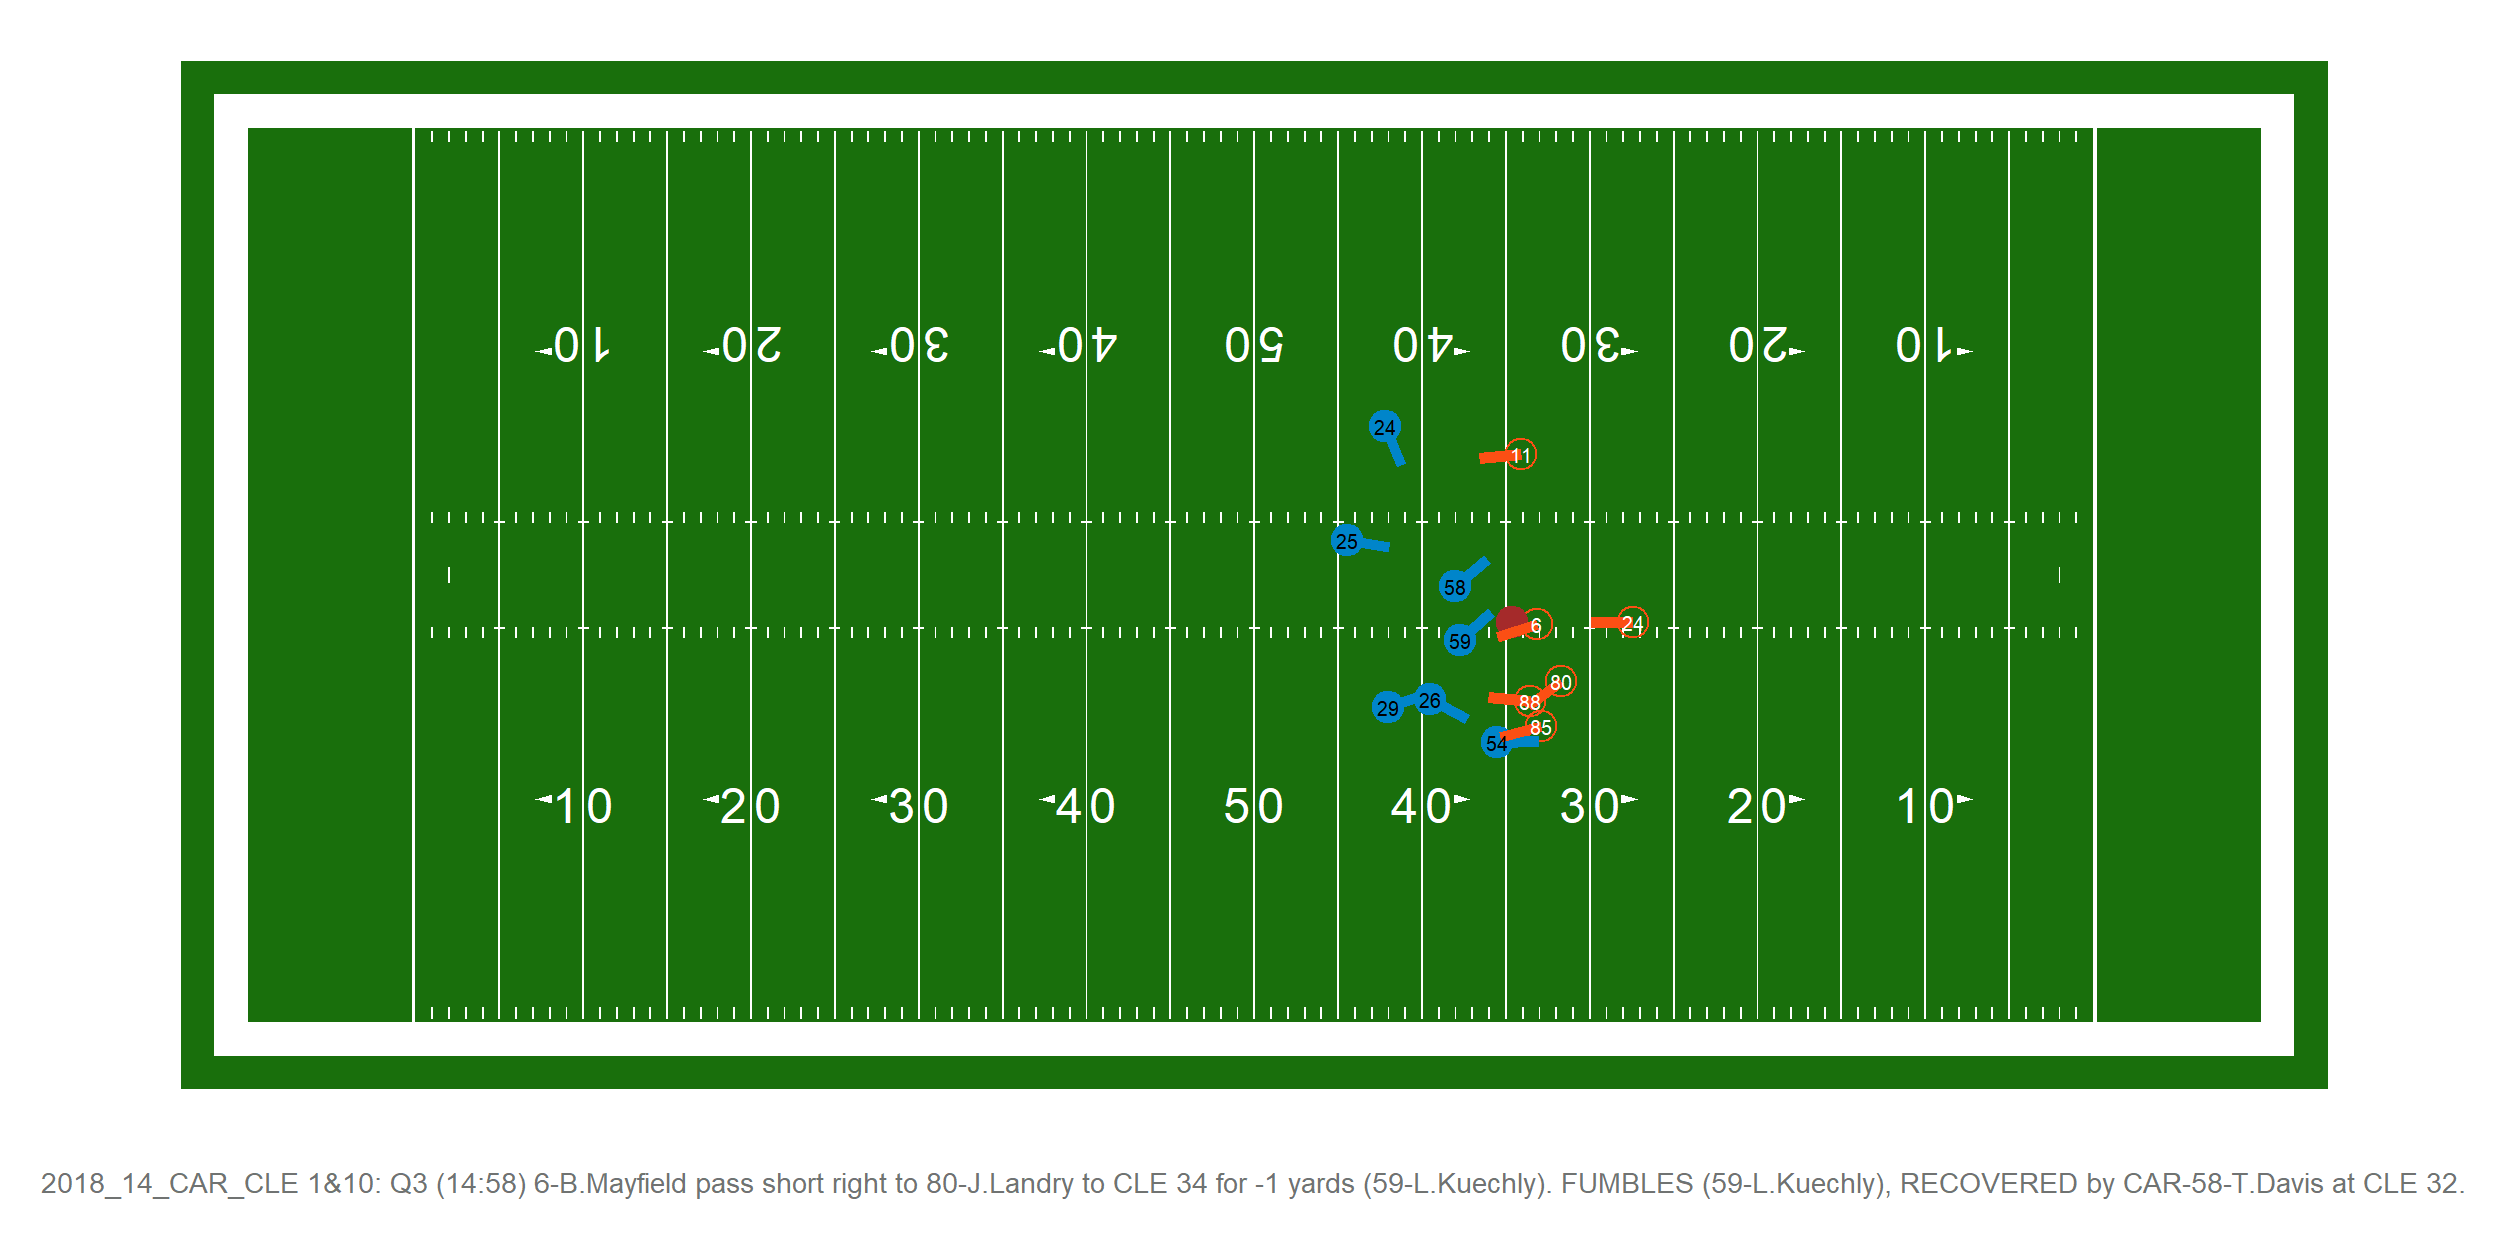 10 20 30 40 50 40 30 20 10
24
11
25
58
59 6 24
80
29 26 88
85
54
10 20 30 40 50 40 30 20 10
2018_14_CAR_CLE 1&10: Q3 (14:58) 6-B.Mayfield pass short right to 80-J.Landry to CLE 34 for -1 yards (59-L.Kuechly). FUMBLES (59-L.Kuechly), RECOVERED by CAR-58-T.Davis at CLE 32.